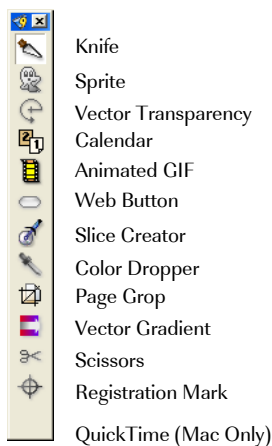 Knife
Sprite
Vector Transparency
Calendar
Animated GIF
Web Button
Slice Creator
Color Dropper
Page Grop
Vector Gradient
Scissors
Registration Mark
QuickTime (Mac Only)